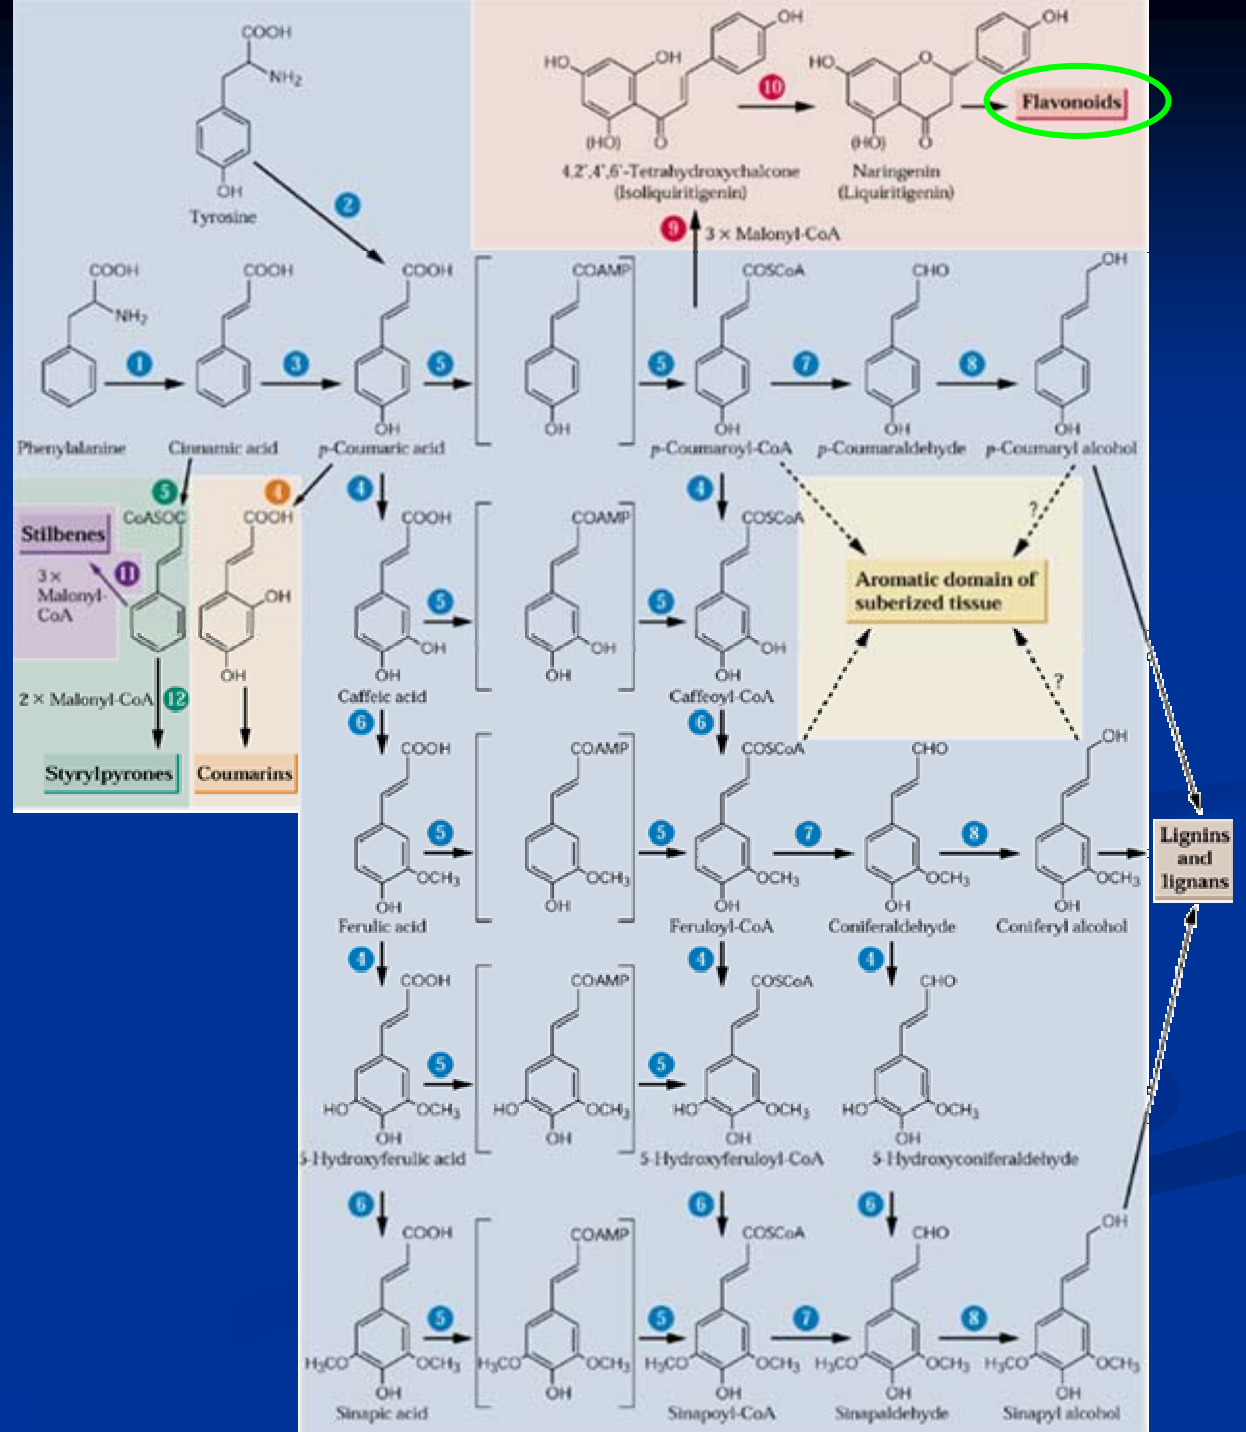 COOH
NH2
OH
Tyrosine
2
OH
HO
OH
(HO)
O
4,2',4',6'-Tetrahydroxychalcone
(Isoliquiritigenin)
10
OH
HO
O
(HO)
O
Naringenin
(Liquiritigenin)
Flavonoids
9
3 × Malonyl-CoA
COOH
NH2
Phenylalanine
1
COOH
Cinnamic acid
3
COOH
OH
p-Coumaric acid
5
COAMP
OH
5
COSCoA
OH
p-Coumaroyl-CoA
7
CHO
OH
p-Coumaraldehyde
8
OH
OH
p-Coumaryl alcohol
5
CoASOC
Stilbenes
11
3 ×
Malonyl-
CoA
2 × Malonyl-CoA
12
Styrylpyrones
4
COOH
OH
OH
Coumarins
4
COOH
OH
OH
Caffeic acid
5
COAMP
OH
OH
5
4
COSCoA
OH
OH
Caffeoyl-CoA
?
Aromatic domain of
suberized tissue
?
6
COOH
OCH3
OH
Ferulic acid
5
COAMP
OCH3
OH
5
6
COSCoA
OCH3
OH
Feruloyl-CoA
7
CHO
OCH3
OH
Coniferaldehyde
8
OH
OCH3
OH
Coniferyl alcohol
Lignins
and
lignans
4
COOH
HO
OCH3
OH
5-Hydroxyferulic acid
5
COAMP
HO
OCH3
OH
5
4
COSCoA
HO
OCH3
OH
5-Hydroxyferuloyl-CoA
4
CHO
HO
OCH3
OH
5-Hydroxyconiferaldehyde
6
COOH
H3CO
OCH3
OH
Sinapic acid
5
COAMP
H3CO
OCH3
OH
5
6
COSCoA
H3CO
OCH3
OH
Sinapoyl-CoA
7
6
CHO
H3CO
OCH3
OH
Sinapaldehyde
8
OH
H3CO
OCH3
OH
Sinapyl alcohol